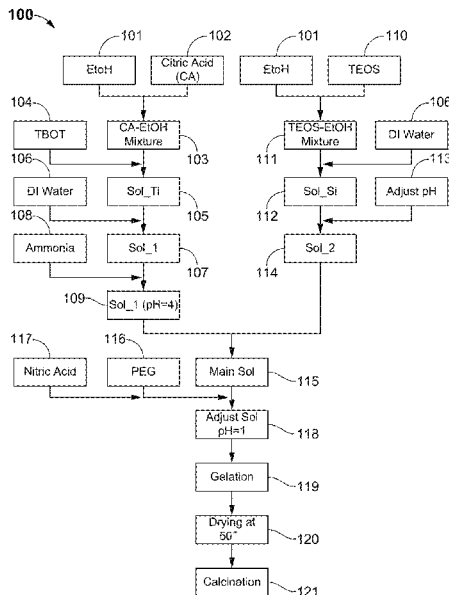 100
101
102
101
110
EtoH
Citric Acid
(CA)
EtoH
TEOS
104
106
TBOT
CA-EtOH
Mixture
TEOS-EtOH
Mixture
DI Water
106
103
111
113
DI Water
Sol_Ti
Sol_Si
Adjust pH
108
105
112
Ammonia
Sol_1
Sol_2
107
114
109
Sol_1 (pH=4)
117
116
Nitric Acid
PEG
Main Sol
115
Adjust Sol
pH=1
118
Gelation
119
Drying at
120
Calcination
121